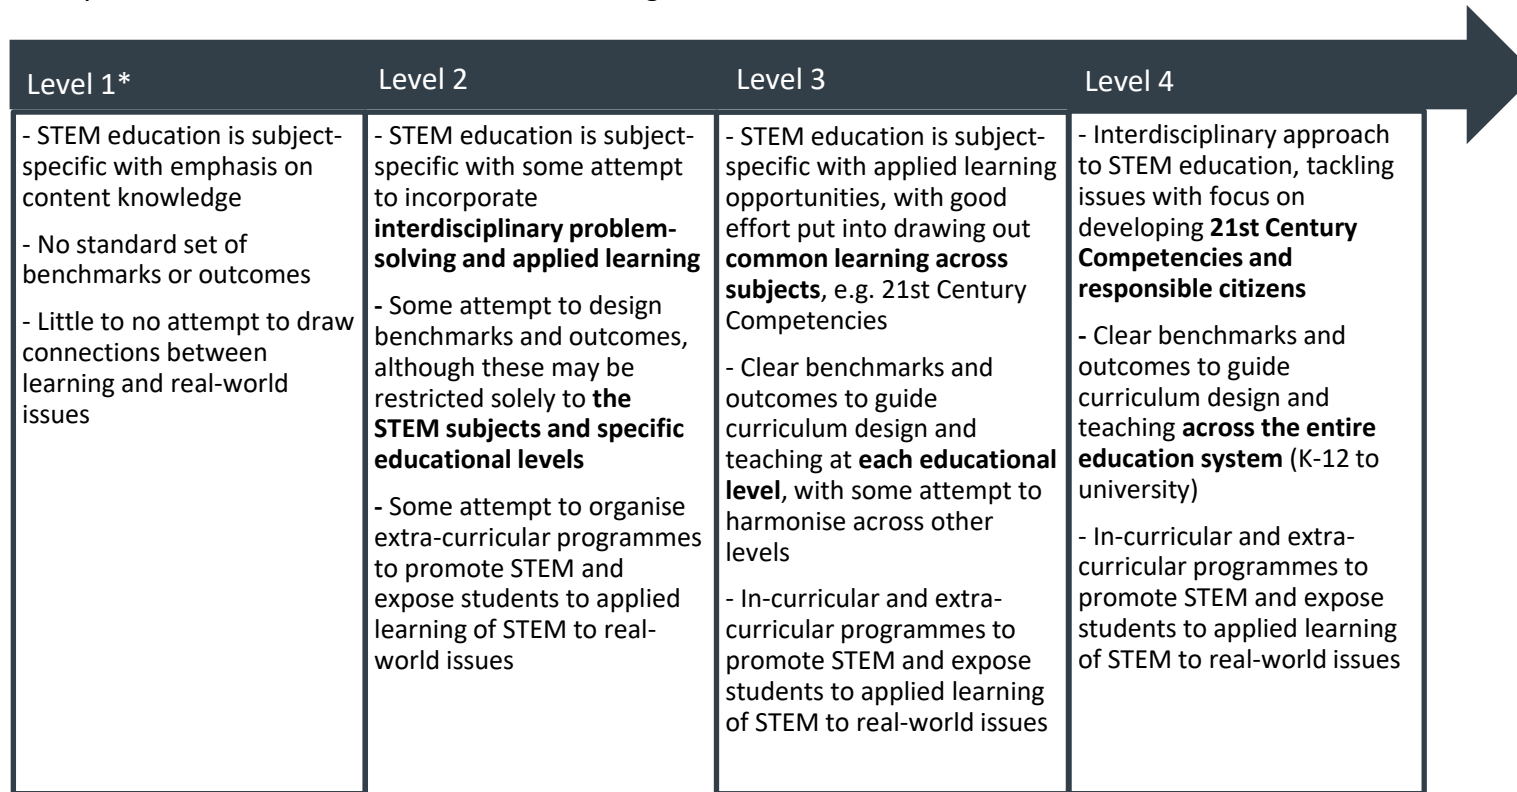 Level 1*
- STEM education is subject-
specific with emphasis on
content knowledge
- No standard set of
benchmarks or outcomes
- Little to no attempt to draw
connections between
learning and real-world
issues
Level 2
- STEM education is subject-
specific with some attempt
to incorporate
interdisciplinary problem-
solving and applied learning
- Some attempt to design
benchmarks and outcomes,
although these may be
restricted solely to the
STEM subjects and specific
educational levels
- Some attempt to organise
extra-curricular programmes
to promote STEM and
expose students to applied
learning of STEM to real-
world issues
Level 3
- STEM education is subject-
specific with applied learning
opportunities, with good
effort put into drawing out
common learning across
subjects, e.g. 21st Century
Competencies
- Clear benchmarks and
outcomes to guide
curriculum design and
teaching at each educational
level, with some attempt to
harmonise across other
levels
- In-curricular and extra-
curricular programmes to
promote STEM and expose
students to applied learning
of STEM to real-world issues
Level 4
- Interdisciplinary approach
to STEM education, tackling
issues with focus on
developing 21st Century
Competencies and
responsible citizens
- Clear benchmarks and
outcomes to guide
curriculum design and
teaching across the entire
education system (K-12 to
university)
- In-curricular and extra-
curricular programmes to
promote STEM and expose
students to applied learning
of STEM to real-world issues